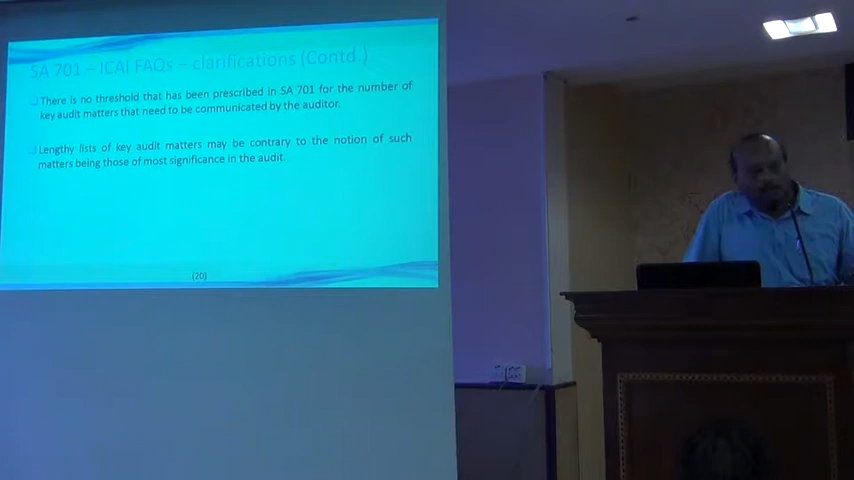 SA 701 – ICAI FAQs – clarifications (Contd.)
There is no threshold that has been prescribed in SA 701 for the number of
key audit matters that need to be communicated by the auditor.
Lengthy lists of key audit matters may be contrary to the notion of such
matters being those of most significance in the audit.
(20)